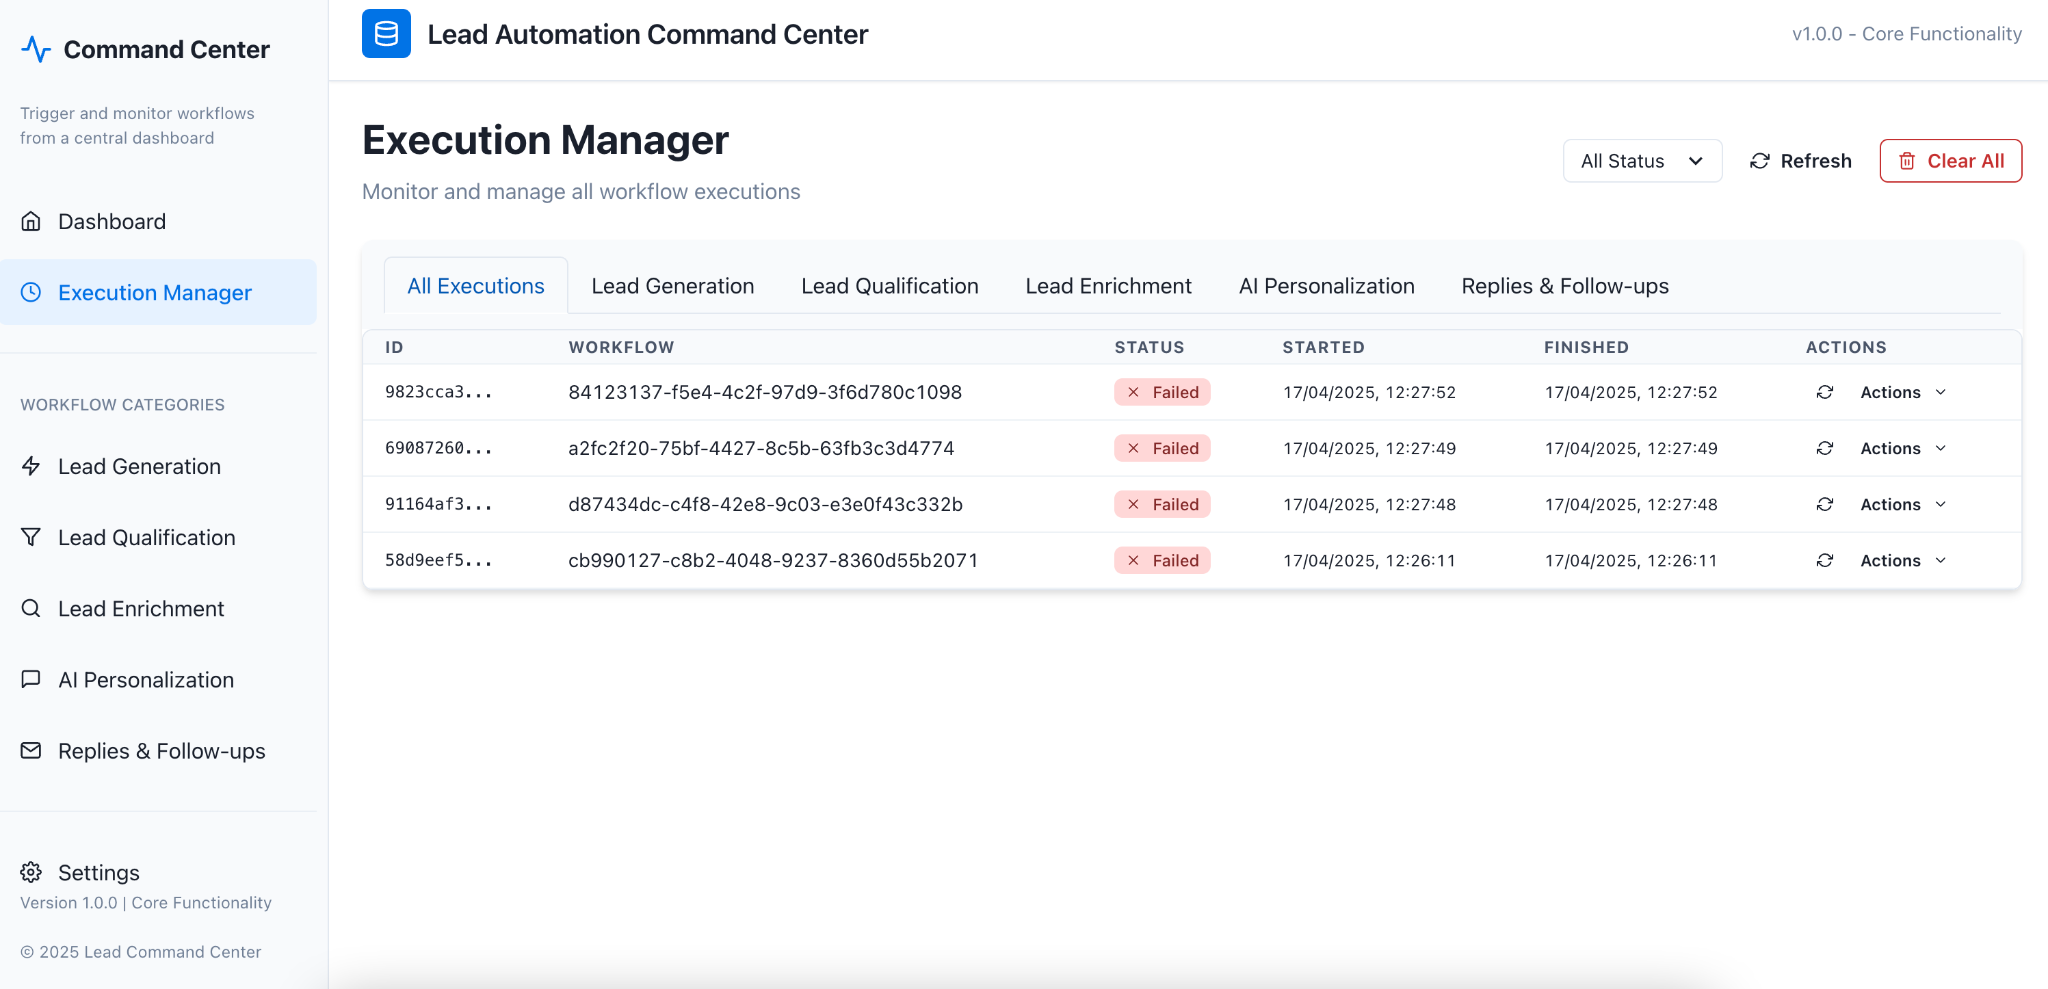 Command Center
Trigger and monitor workflows
from a central dashboard
Dashboard
Execution Manager
WORKFLOW CATEGORIES
Lead Generation
Lead Qualification
Lead Enrichment
AI Personalization
Replies & Follow-ups
Settings
Version 1.0.0 | Core Functionality
© 2025 Lead Command Center
Lead Automation Command Center
v1.0.0 - Core Functionality
Execution Manager
Monitor and manage all workflow executions
All Status
Refresh
Clear All
All Executions Lead Generation Lead Qualification Lead Enrichment AI Personalization Replies & Follow-ups
ID WORKFLOW STATUS STARTED FINISHED ACTIONS
9823cca3... 84123137-f5e4-4c2f-97d9-3f6d780c1098 Failed 17/04/2025, 12:27:52 17/04/2025, 12:27:52 Actions
69087260... a2fc2f20-75bf-4427-8c5b-63fb3c3d4774 Failed 17/04/2025, 12:27:49 17/04/2025, 12:27:49 Actions
91164af3... d87434dc-c4f8-42e8-9c03-e3e0f43c332b Failed 17/04/2025, 12:27:48 17/04/2025, 12:27:48 Actions
58d9eef5... cb990127-c8b2-4048-9237-8360d55b2071 Failed 17/04/2025, 12:26:11 17/04/2025, 12:26:11 Actions